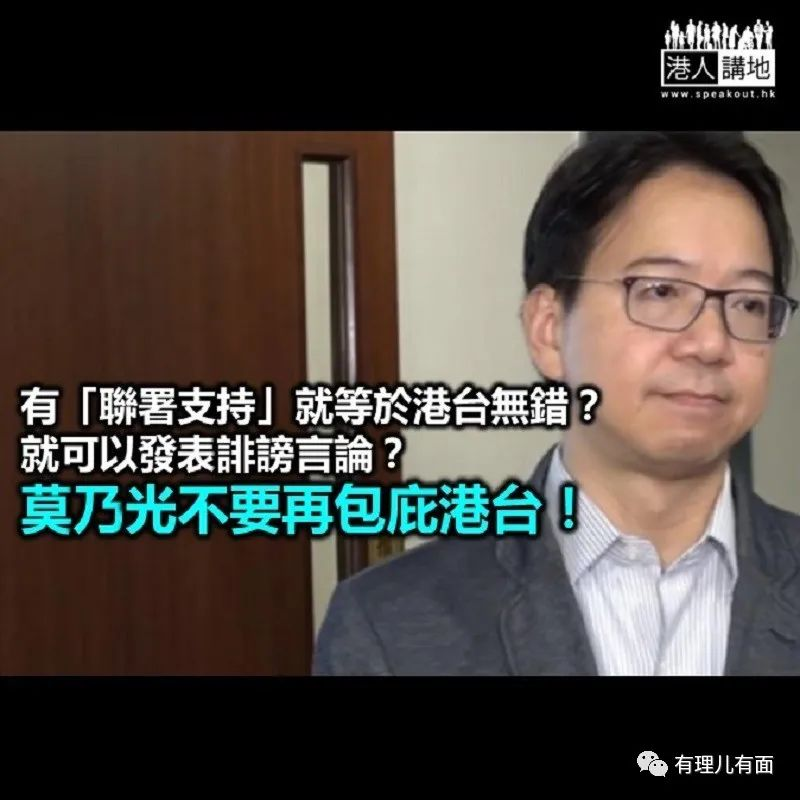 港人講地
www.speakout.hk
有「聯署支持」就等於港台無錯？
就可以發表誹謗言論？
莫乃光不要再包庇港台！
有理儿有面